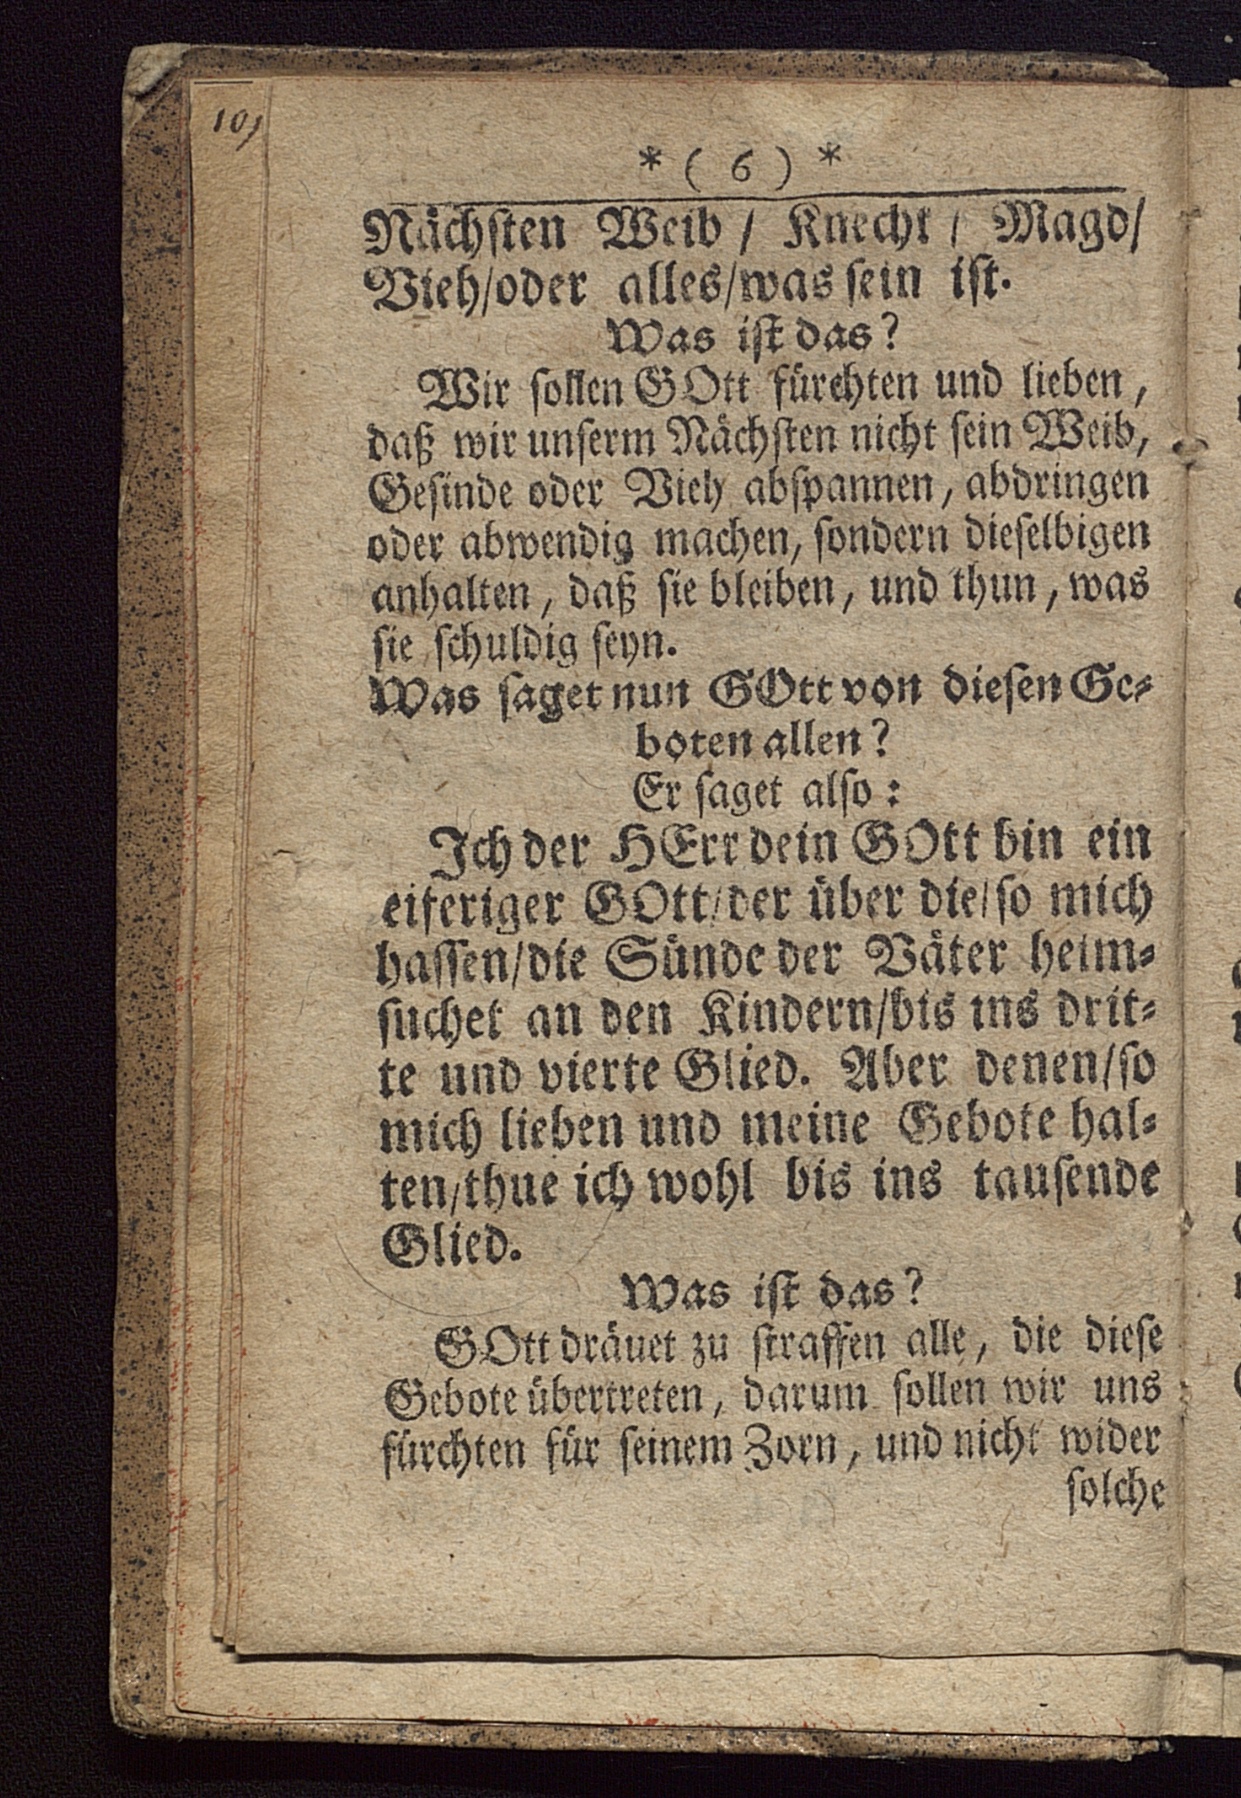 101
* ( 6 ) *
Nächsten Weib / Knecht / Magd/
Vieh/oder alles/was sein ist.
Was ist das?
Wir sollen GOtt fürchten und lieben,
daß wir unserm Nächsten nicht sein Weib,
Gesinde oder Vieh abspannen, abdringen
oder abwendig machen, sondern dieselbigen
anhalten, daß sie bleiben, und thun, was
sie schuldig seyn.
Was saget nun GOtt von diesen Ge-
boten allen?
Er saget also:
Ich der HErr dein GOtt bin ein
eiferiger GOtt/der über die/so mich
hassen/die Sünde der Väter heim-
suchet an den Kindern/bis ins drit-
te und vierte Glied. Aber denen/so
mich lieben und meine Gebote hal-
ten/thue ich wohl bis ins tausende
Glied.
Was ist das?
GOtt dräuet zu straffen alle, die diese
Gebote übertreten, darum sollen wir uns
fürchten für seinem Zorn, und nicht wider
solche